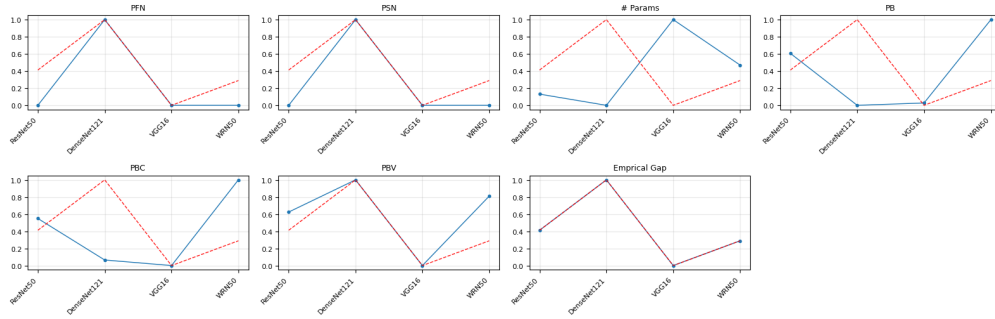 PFN
1.0
0.8
0.6
0.4
0.2
0.0
ResNet50
DenseNet121
VGG16
WRN50
PSN
1.0
0.8
0.6
0.4
0.2
0.0
ResNet50
DenseNet121
VGG16
WRN50
# Params
1.0
0.8
0.6
0.4
0.2
0.0
ResNet50
DenseNet121
VGG16
WRN50
PB
1.0
0.8
0.6
0.4
0.2
0.0
ResNet50
DenseNet121
VGG16
WRN50
PBC
1.0
0.8
0.6
0.4
0.2
0.0
ResNet50
DenseNet121
VGG16
WRN50
PBV
1.0
0.8
0.6
0.4
0.2
0.0
ResNet50
DenseNet121
VGG16
WRN50
Emprical Gap
1.0
0.8
0.6
0.4
0.2
0.0
ResNet50
DenseNet121
VGG16
WRN50